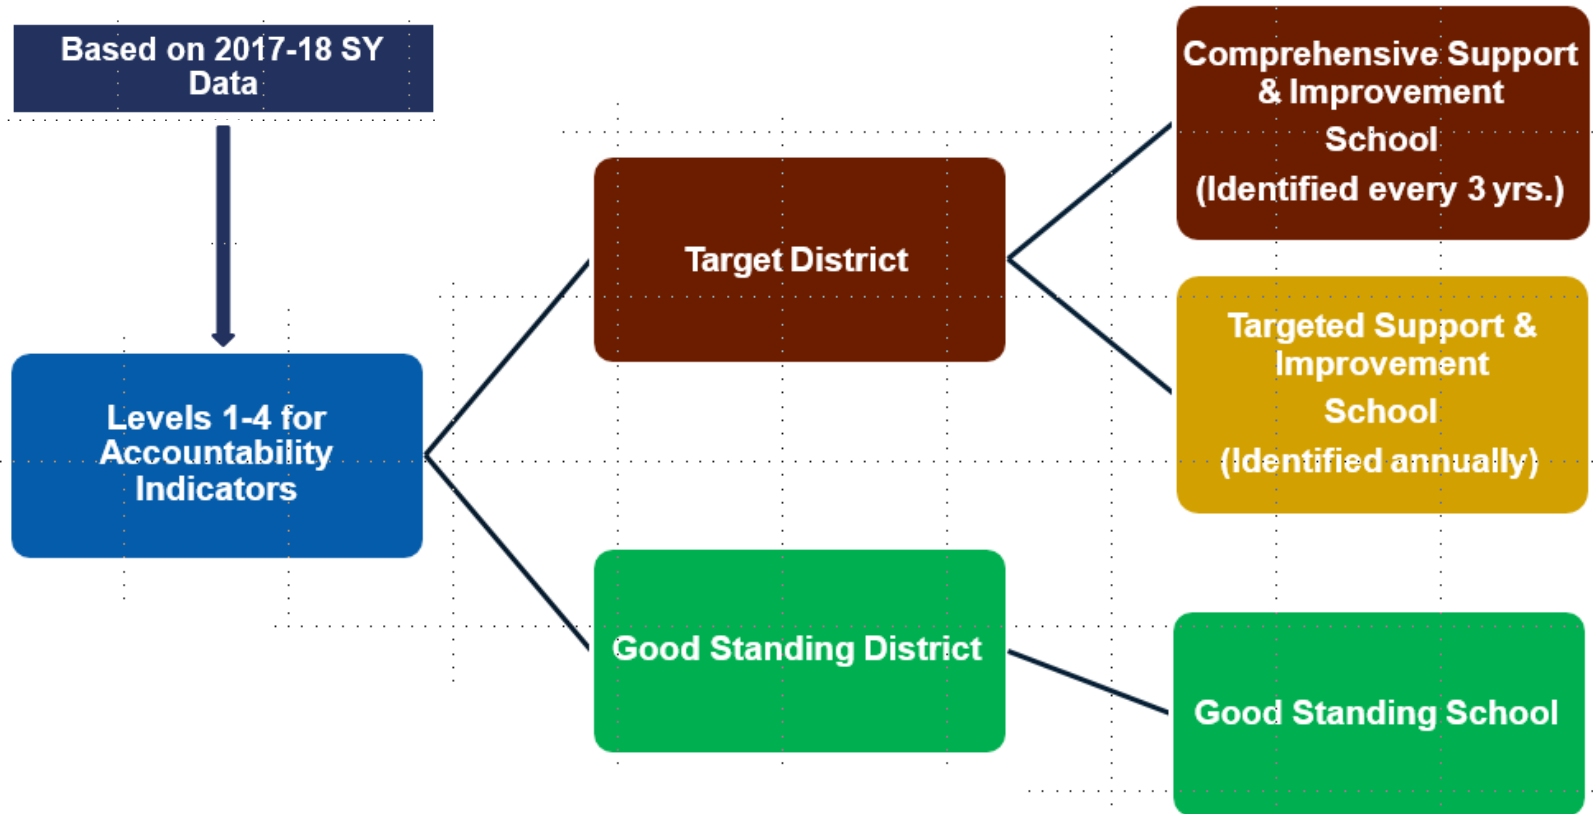 Based on 2017-18 SY
Data
Levels 1-4 for
Accountability
Indicators
Target District
Good Standing District
Comprehensive Support
& Improvement
School
(Identified every 3 yrs.)
Targeted Support &
Improvement
School
(Identified annually)
Good Standing School